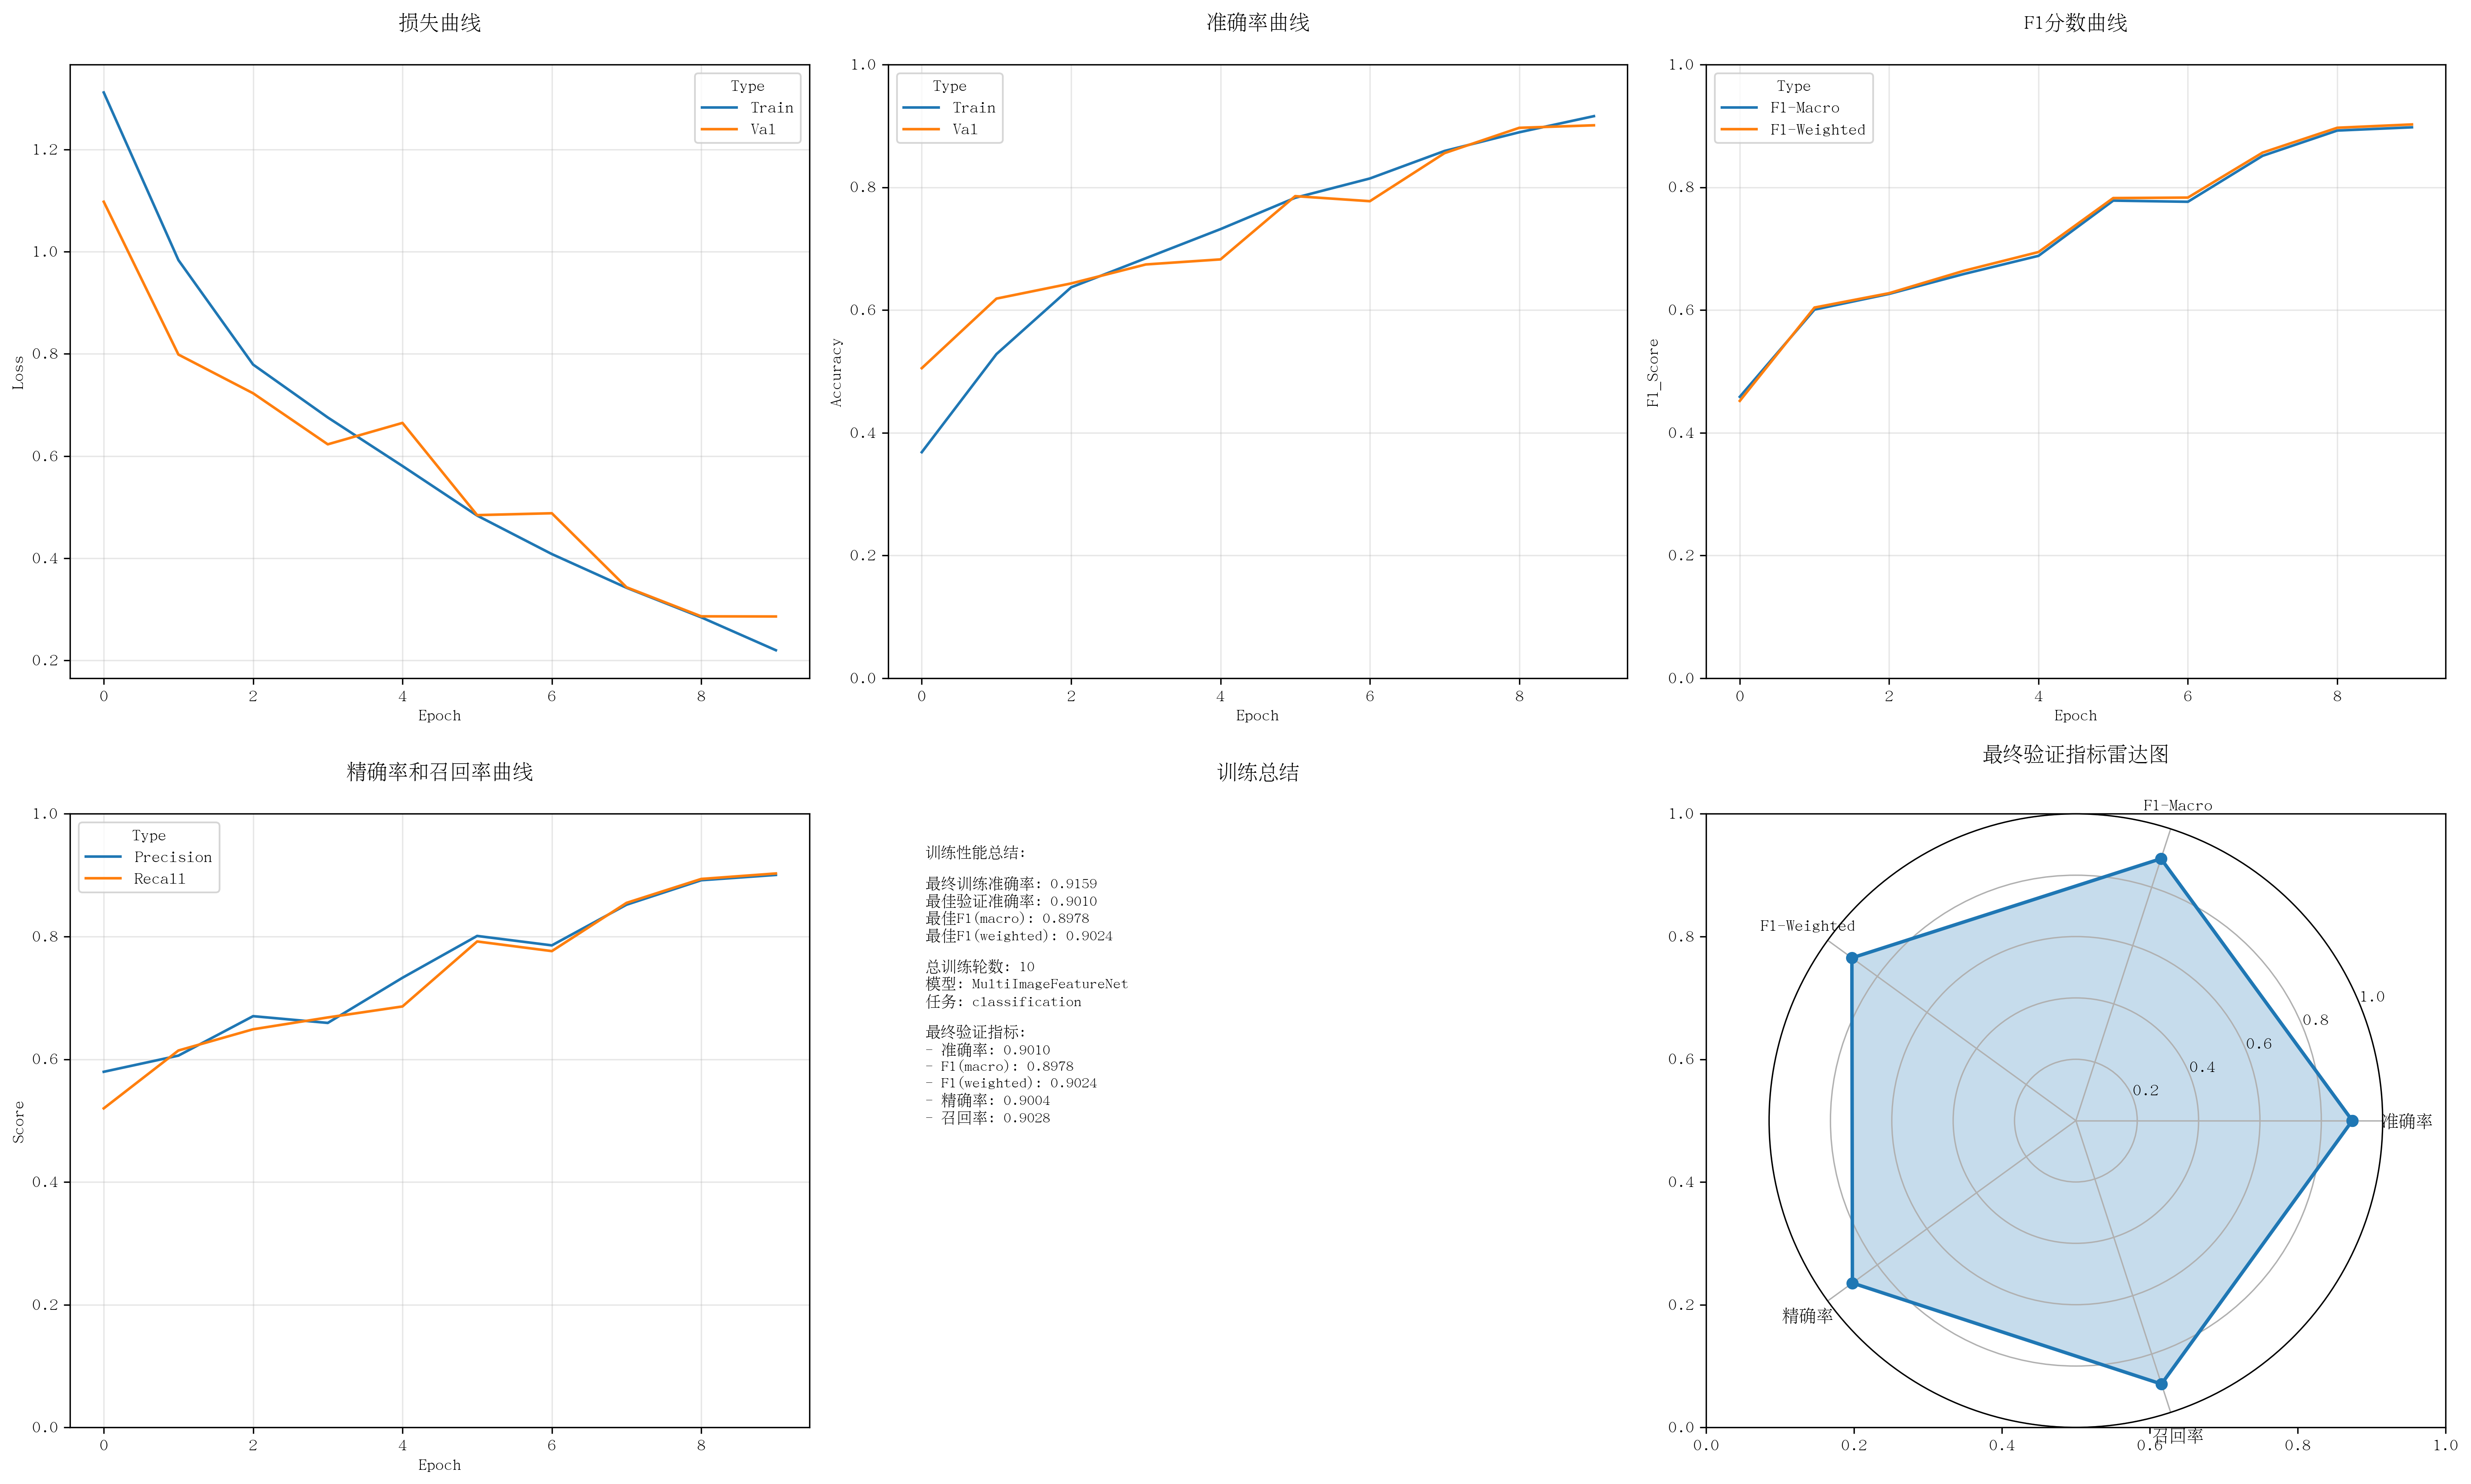 损失曲线
Type
Train
Val
1.2
1.0
0.8
0.6
0.4
0.2
Loss
0 2 4 6 8
Epoch
准确率曲线
Type
Train
Val
1.0
0.8
0.6
0.4
0.2
0.0
Accuracy
0 2 4 6 8
Epoch
F1分数曲线
Type
F1-Macro
F1-Weighted
1.0
0.8
0.6
0.4
0.2
0.0
F1_Score
0 2 4 6 8
Epoch
精确率和召回率曲线
Type
Precision
Recall
1.0
0.8
0.6
0.4
0.2
0.0
Score
0 2 4 6 8
Epoch
训练总结
训练性能总结:
最终训练准确率: 0.9159
最佳验证准确率: 0.9010
最佳F1(macro): 0.8978
最佳F1(weighted): 0.9024
总训练轮数: 10
模型: MultiImageFeatureNet
任务: classification
最终验证指标:
- 准确率: 0.9010
- F1(macro): 0.8978
- F1(weighted): 0.9024
- 精确率: 0.9004
- 召回率: 0.9028
最终验证指标雷达图
1.0
0.8
0.6
0.4
0.2
0.0
0.0 0.2 0.4 0.6 0.8 1.0
F1-Macro
F1-Weighted
1.0
0.8
0.6
0.4
0.2
准确率
精确率
召回率